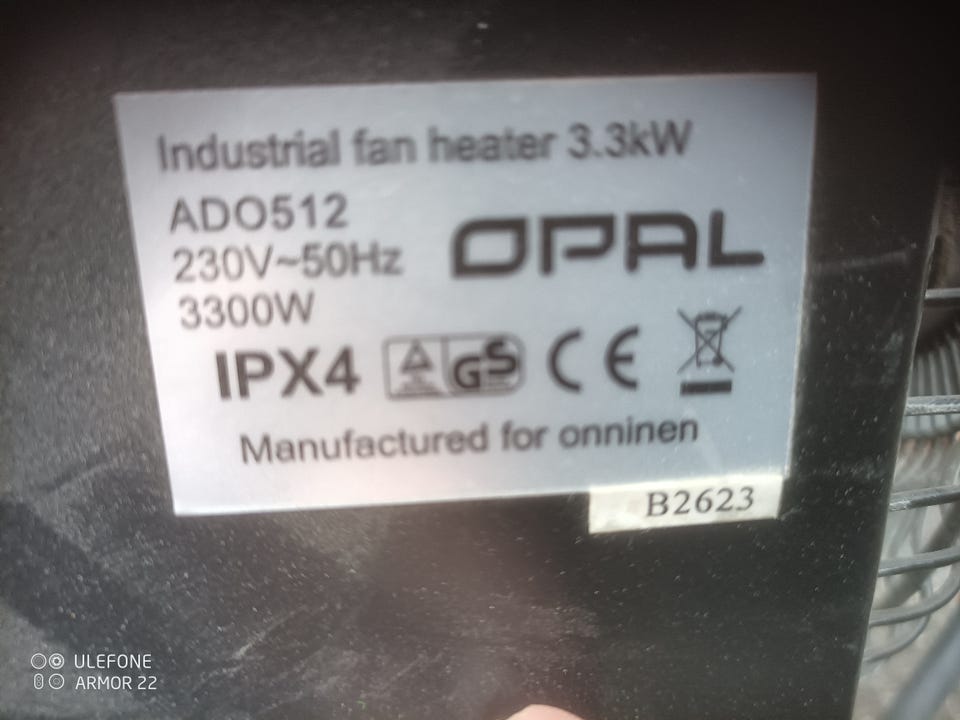 Industrial fan heater 3.3kW
ADO512
230V~50Hz
OPAL
3300W
IPX4
GS
CE
Manufactured for onninen
B2623
ULEFONE
ARMOR 22